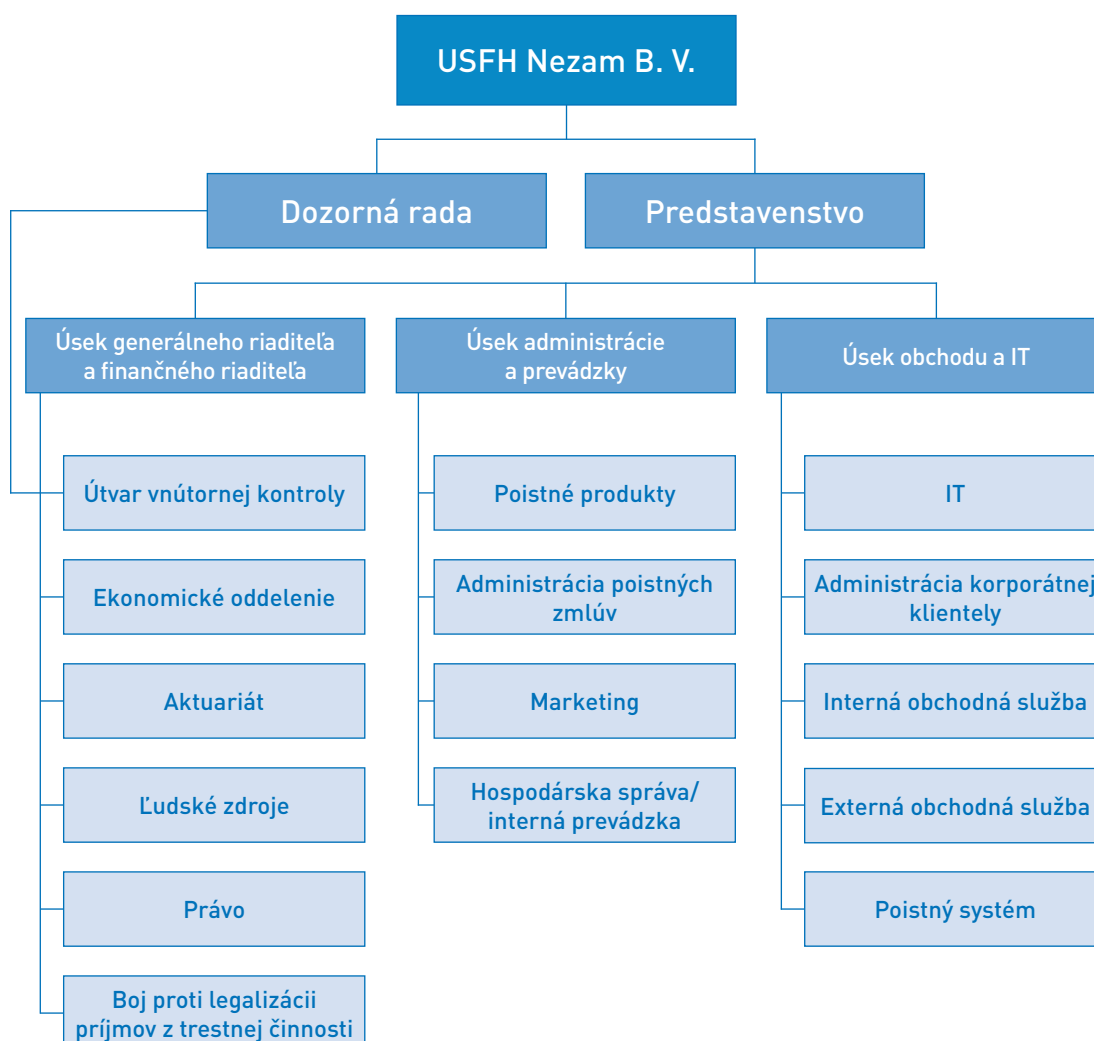 USFH Nezam B. V.
Dozorná rada
Predstavenstvo
Úsek generálneho riaditeľa
a finančného riaditeľa
Úsek administrácie
a prevádzky
Úsek obchodu a IT
Útvar vnútornej kontroly
Ekonomické oddelenie
Aktuariát
Ľudské zdroje
Právo
Boj proti legalizácii
príjmov z trestnej činnosti
Poistné produkty
Administrácia poistných
zmlúv
Marketing
Hospodárska správa/
interná prevádzka
IT
Administrácia korporátnej
klientely
Interná obchodná služba
Externá obchodná služba
Poistný systém